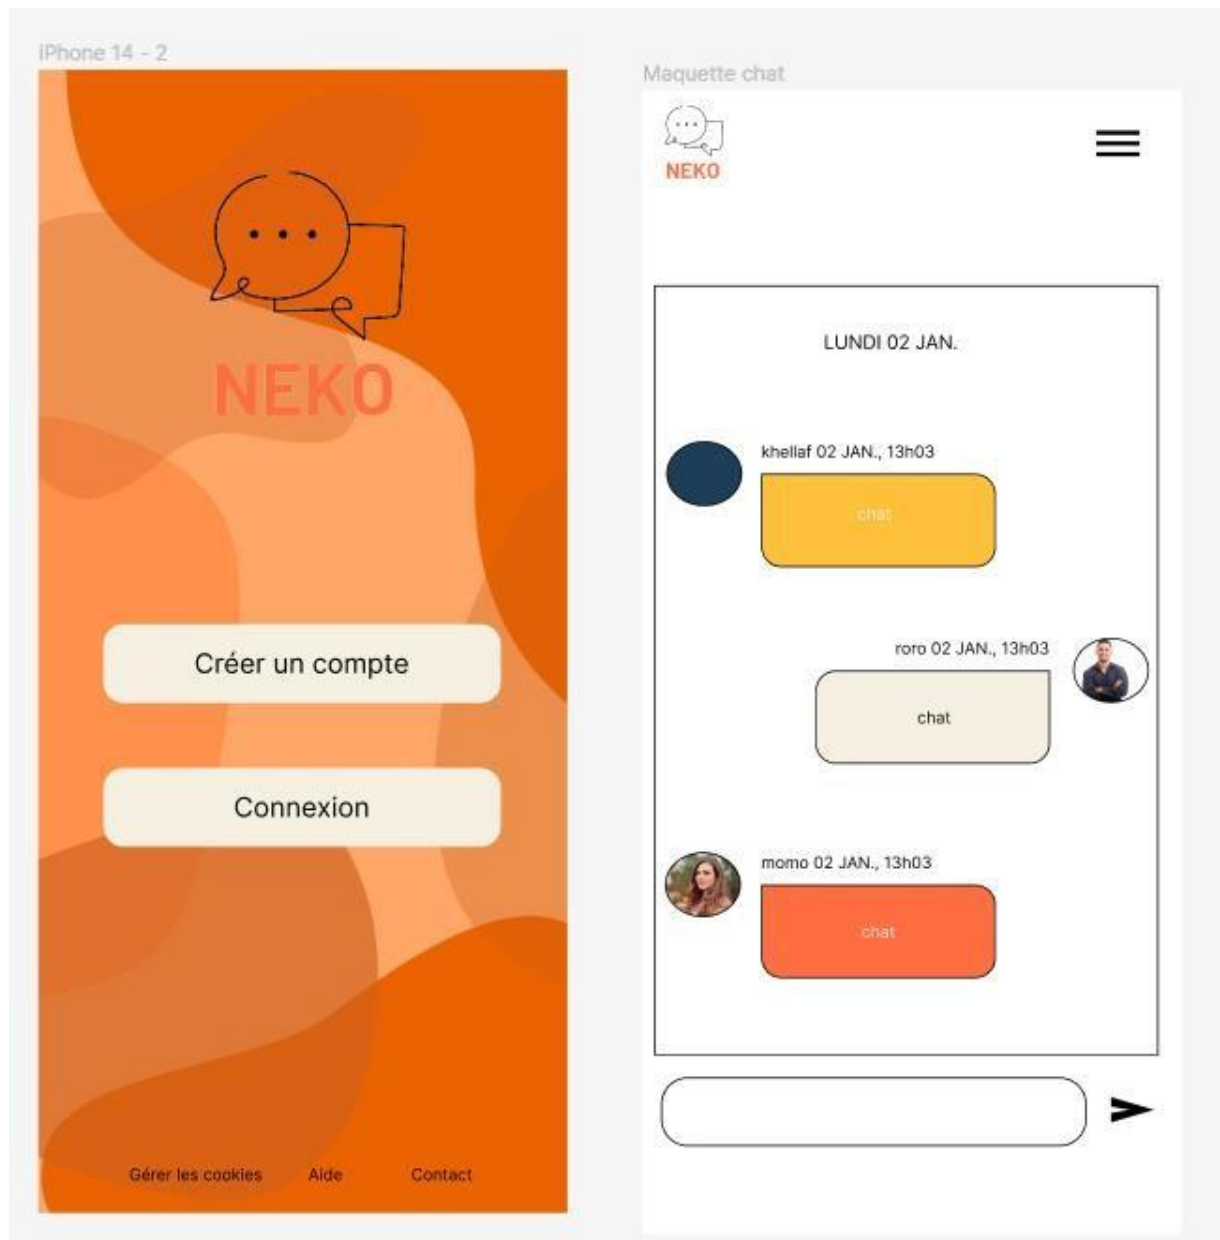 iPhone 14 - 2
NEKO
Créer un compte
Connexion
Gérer les cookies Aide Contact
Maquette chat
NEKO
LUNDI 02 JAN.
khellaf 02 JAN., 13h03
chat
roro 02 JAN., 13h03
chat
momo 02 JAN., 13h03
chat